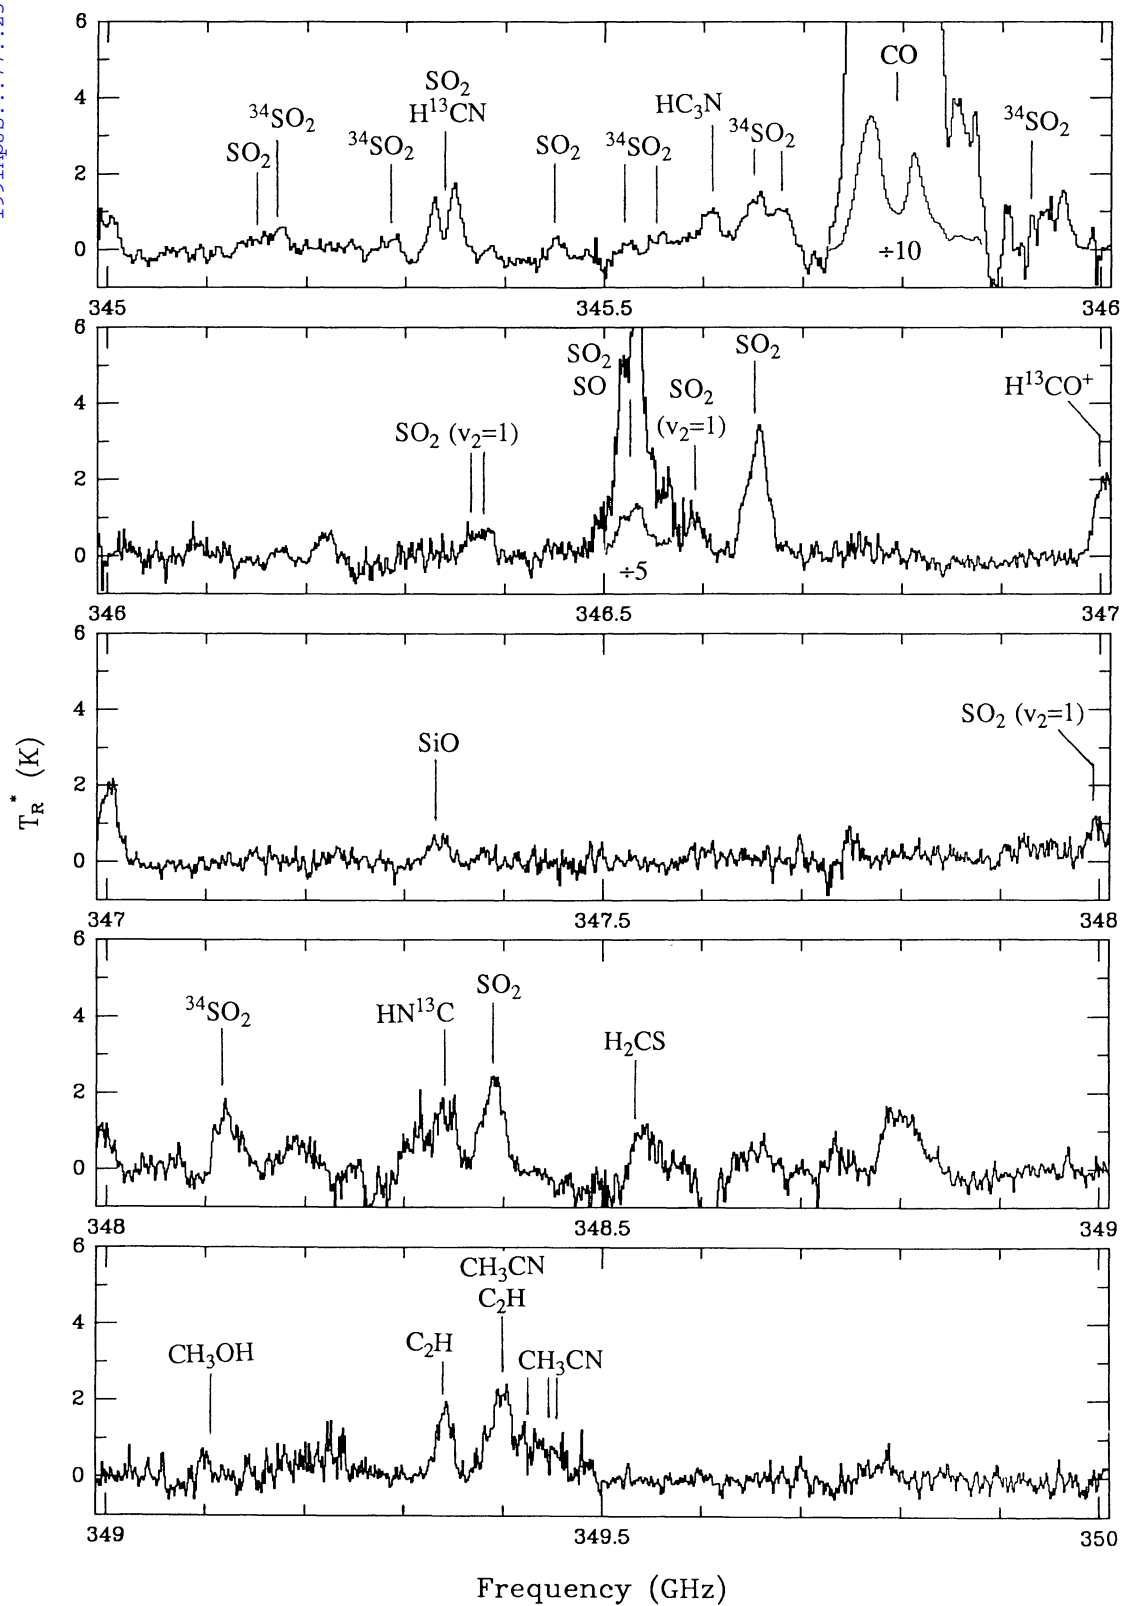 6
4
2
0
SO2
34SO2
34SO2
SO2
H13CN
SO2
34SO2
HC3N
34SO2
CO
÷10
34SO2
345
345.5
346
6
4
2
0
SO2 (v2=1)
SO2
SO
SO2
(v2=1)
÷5
SO2
H13CO+
346
346.5
347
6
4
2
0
SiO
SO2 (v2=1)
347
347.5
348
6
4
2
0
34SO2
HN13C
SO2
H2CS
348
348.5
349
6
4
2
0
CH3OH
C2H
CH3CN
C2H
CH3CN
349
349.5
350
TR* (K)
Frequency (GHz)